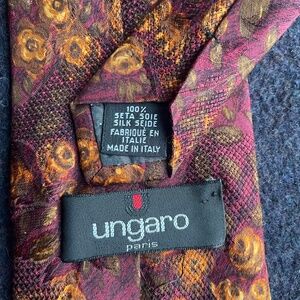 100%
SETA SOIE
SILK SEIDE
FABRIQUÉ EN
ITALIE
MADE IN ITALY
ungaro
paris